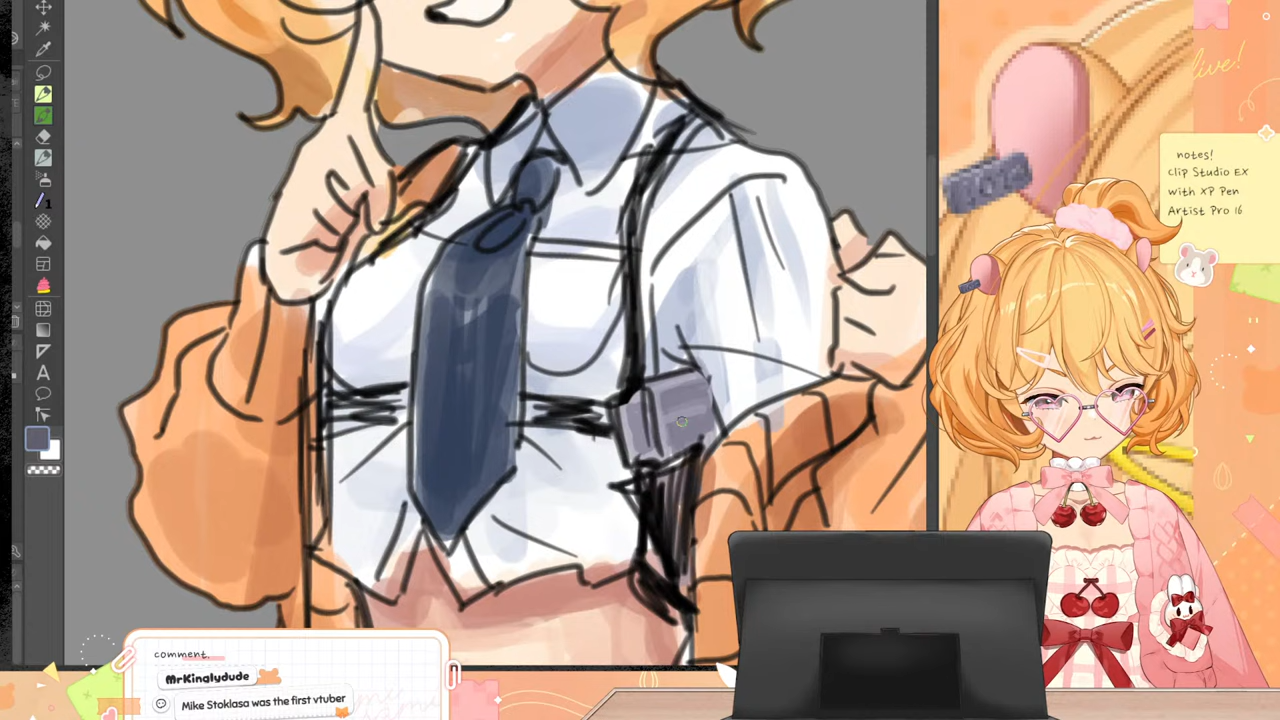 live!
notes!
Clip Studio EX
with XP Pen
Artist Pro 16
comment.
MrKinalydude
Mike Stoklasa was the first vtuber